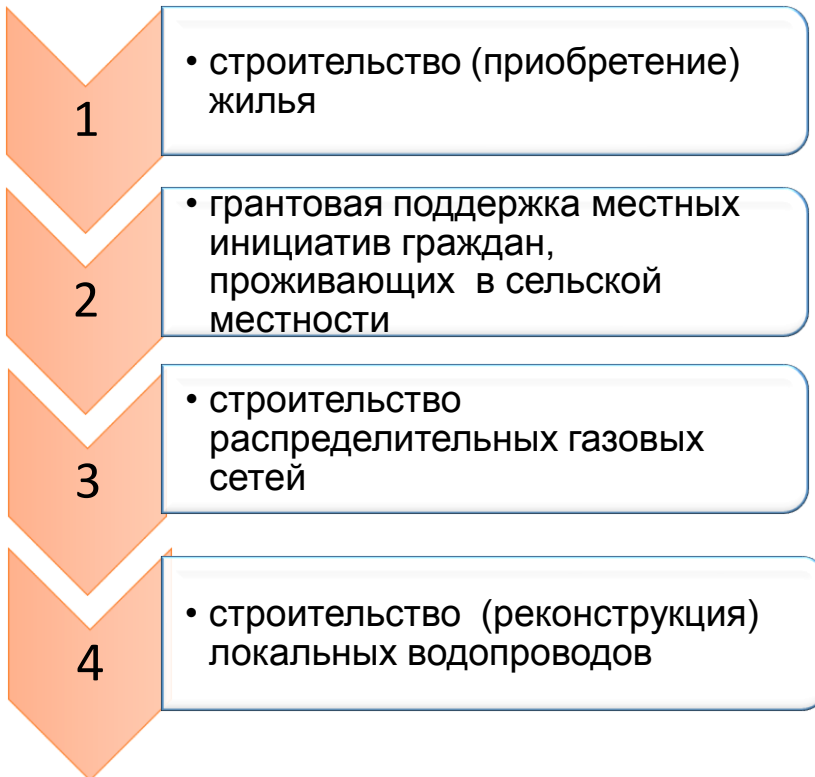 1
• строительство (приобретение)
жилья
2
• грантовая поддержка местных
инициатив граждан,
проживающих в сельской
местности
3
• строительство
распределительных газовых
сетей
4
• строительство (реконструкция)
локальных водопроводов